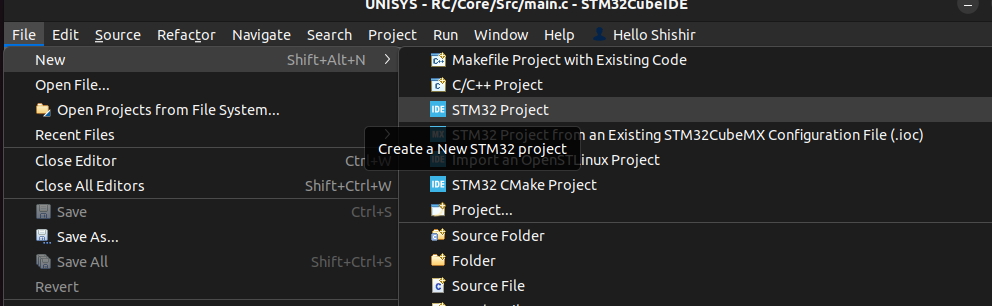 UNISYS - RC/Core/Src/main.c - STM32CubeIDE
File Edit Source Refactor Navigate Search Project Run Window Help Hello Shishir
New Shift+Alt+N
Open File...
Open Projects from File System...
Recent Files
Close Editor Ctrl+W
Close All Editors Shift+Ctrl+W
Save Ctrl+S
Save As...
Save All Shift+Ctrl+S
Revert
Makefile Project with Existing Code
C/C++ Project
STM32 Project
STM32 Project from an Existing STM32CubeMX Configuration File (.ioc)
Create a New STM32 project
Import an OpenSTLinux Project
STM32 CMake Project
Project...
Source Folder
Folder
Source File